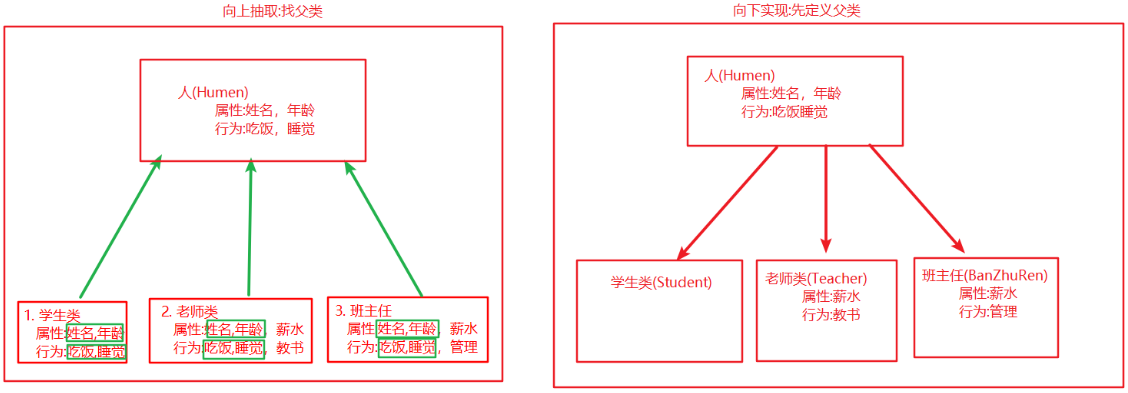 向上抽取:找父类
人(Humen)
属性:姓名，年龄
行为:吃饭，睡觉
1. 学生类
属性:姓名,年龄
行为:吃饭,睡觉
2. 老师类
属性:姓名,年龄，薪水
行为:吃饭,睡觉，教书
3. 班主任
属性:姓名,年龄，薪水
行为:吃饭,睡觉，管理
向下实现:先定义父类
人(Humen)
属性:姓名，年龄
行为:吃饭睡觉
学生类(Student)
老师类(Teacher)
属性:薪水
行为:教书
班主任(BanZhuRen)
属性:薪水
行为:管理